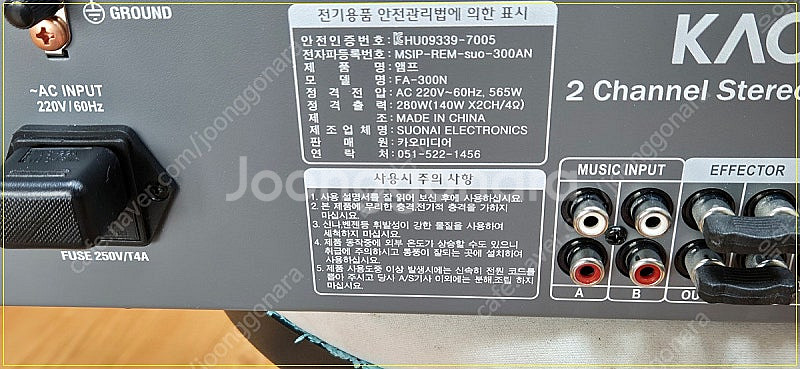 GROUND
~AC INPUT
220V/60Hz
FUSE 250V/T4A
전기용품 안전관리법에 의한 표시
안전인증번호 : HU09339-7005
전자파등록번호 : MSIP-REM-suo-300AN
제 품 명 : 앰프
모 델 명 : FA-300N
정 격 전 압 : AC 220V~60Hz, 565W
정 격 출 력 : 280W(140W X2CH/4Ω)
제 조 : MADE IN CHINA
제 조 업 체 명 : SUONAI ELECTRONICS
판 매 원 : 카오미디어
연 락 처 : 051-522-1456
사용시 주의 사항
1. 사용 설명서를 잘 읽어 보신 후에 사용하십시요.
2. 본 제품에 무리한 충격,전기적 충격을 가하지
마십시요.
3. 신나,벤젠등 휘발성이 강한 물질을 사용하여
세척하지 마십시요.
4. 제품 동작중에 외부 온도가 상승할 수도 있으니
취급에 주의하시고 통풍이 잘되는 곳에 설치하여
사용하십시요.
5. 제품 사용도중 이상 발생시에는 신속히 전원 코드를
뽑아 주시고 당사 A/S기사 이외에는 분해,조립 하지
마십시요.
KAO
2 Channel Stereo
MUSIC INPUT
EFFECTOR
A
B
OU
Joonggonara
cafe.naver.com/joonggonara